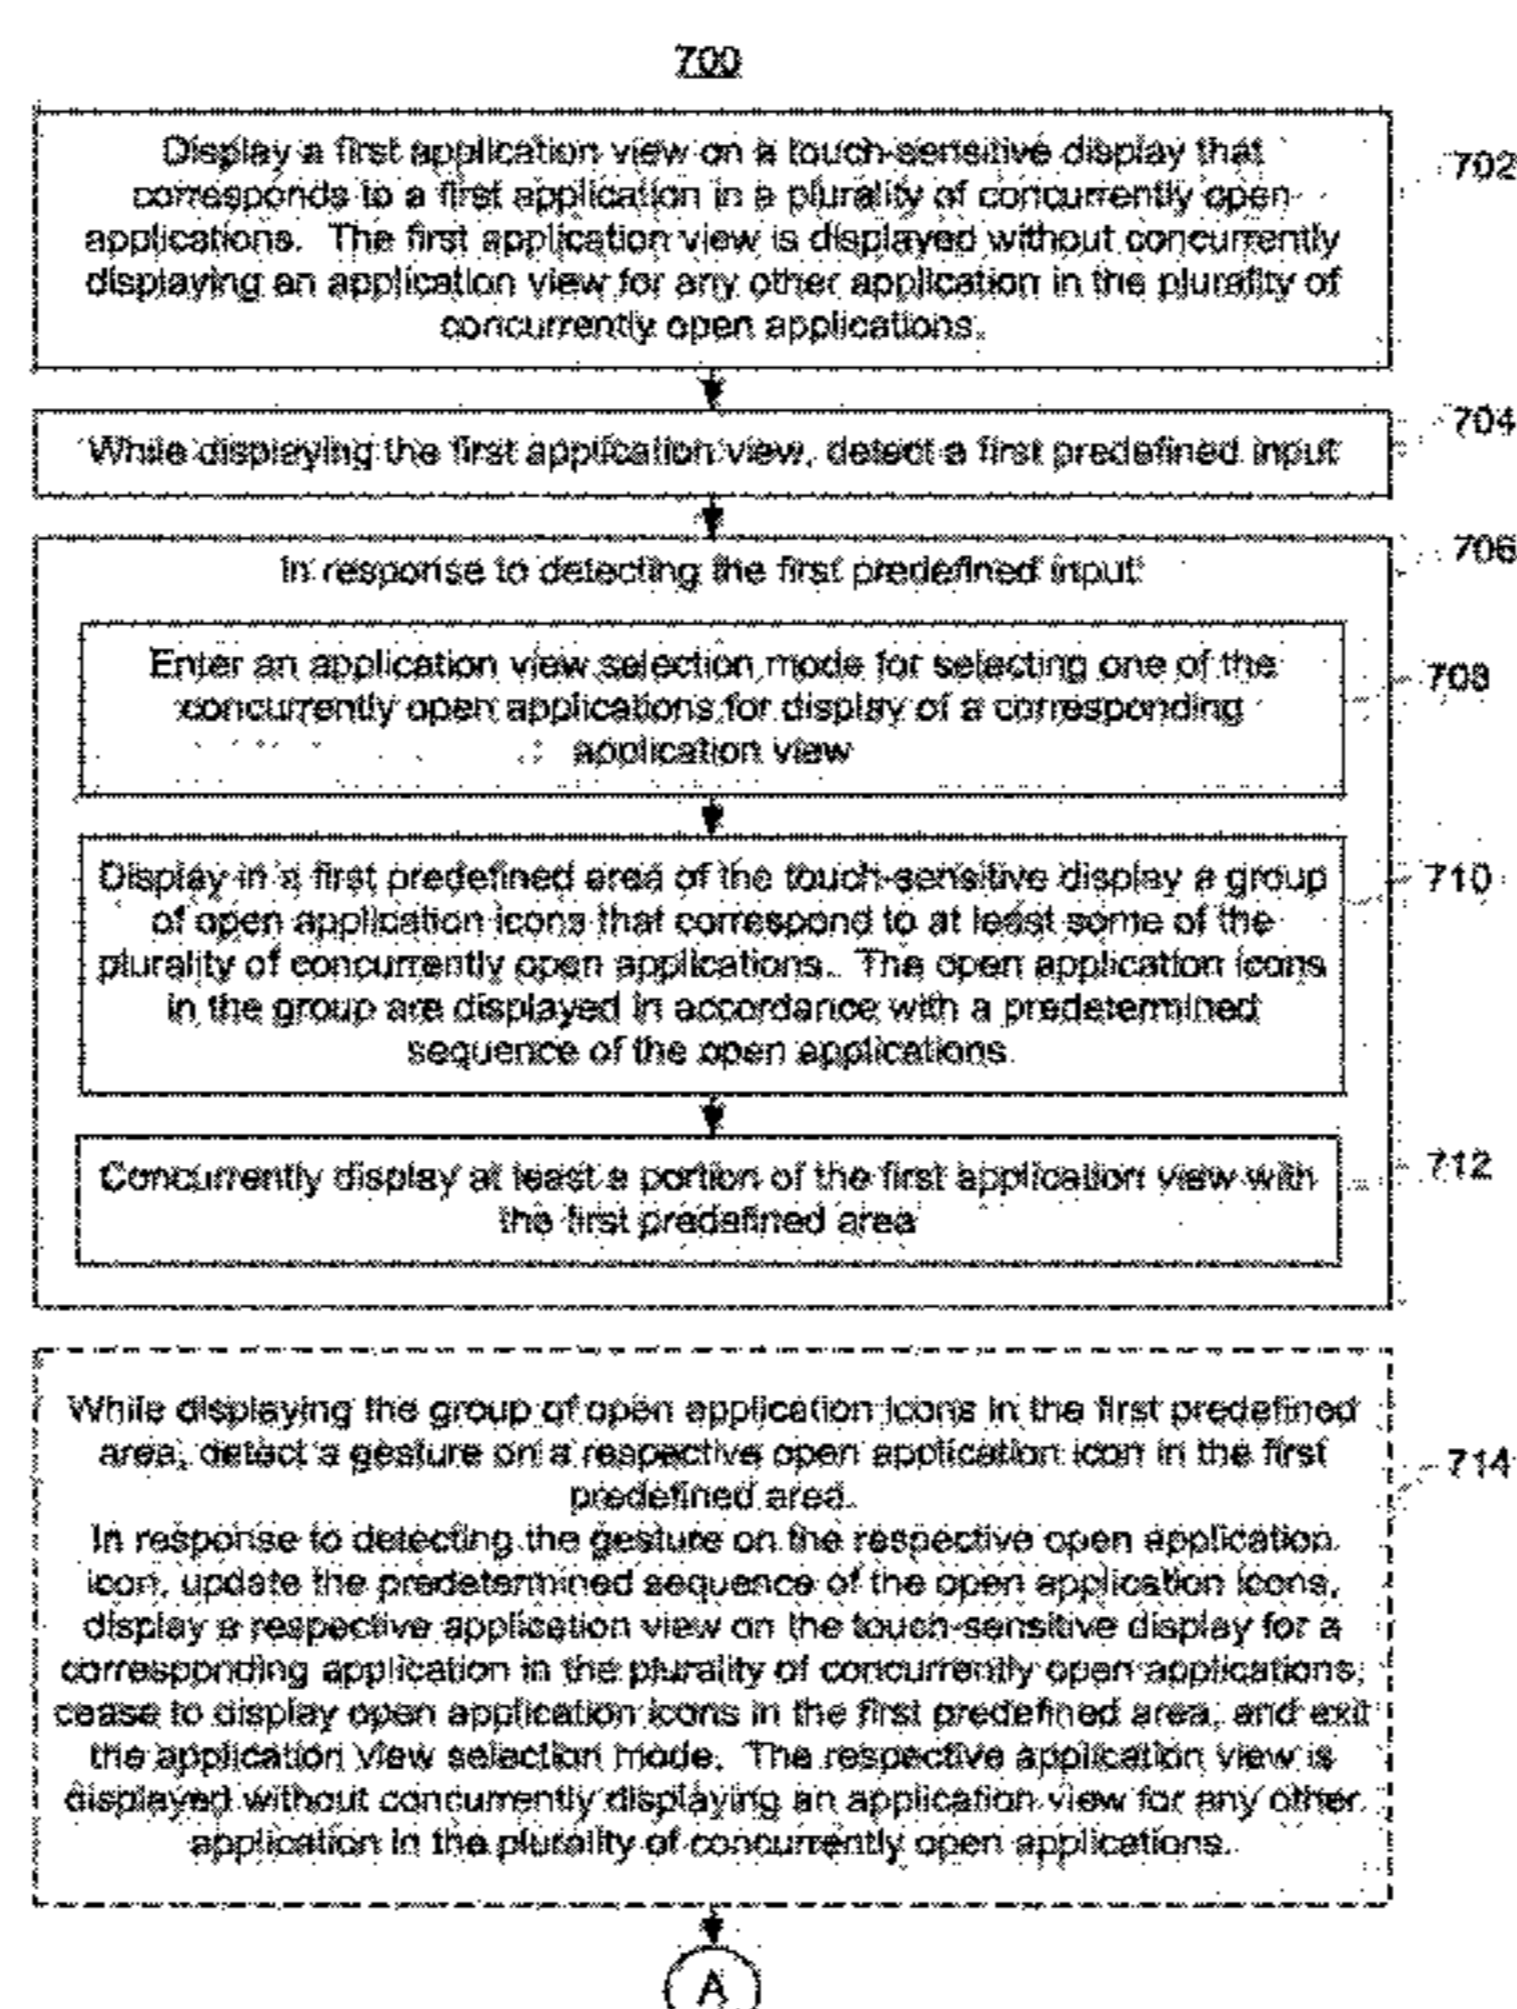 700
Display a first application view on a touch-sensitive display that
corresponds to a first application in a plurality of concurrently open
applications. The first application view is displayed without concurrently
displaying an application view for any other application in the plurality of
concurrently open applications.
702
While displaying the first application view, detect a first predefined input
704
In response to detecting the first predefined input:
706
Enter an application view selection mode for selecting one of the
concurrently open applications for display of a corresponding
application view
708
Display in a first predefined area of the touch-sensitive display a group
of open application icons that correspond to at least some of the
plurality of concurrently open applications. The open application icons
in the group are displayed in accordance with a predetermined
sequence of the open applications.
710
Concurrently display at least a portion of the first application view with
the first predefined area
712
While displaying the group of open application icons in the first predefined
area, detect a gesture on a respective open application icon in the first
predefined area.
In response to detecting the gesture on the respective open application
icon, update the predetermined sequence of the open application icons,
display a respective application view on the touch-sensitive display for a
corresponding application in the plurality of concurrently open applications,
cease to display open application icons in the first predefined area, and exit
the application view selection mode. The respective application view is
displayed without concurrently displaying an application view for any other
application in the plurality of concurrently open applications.
714
A